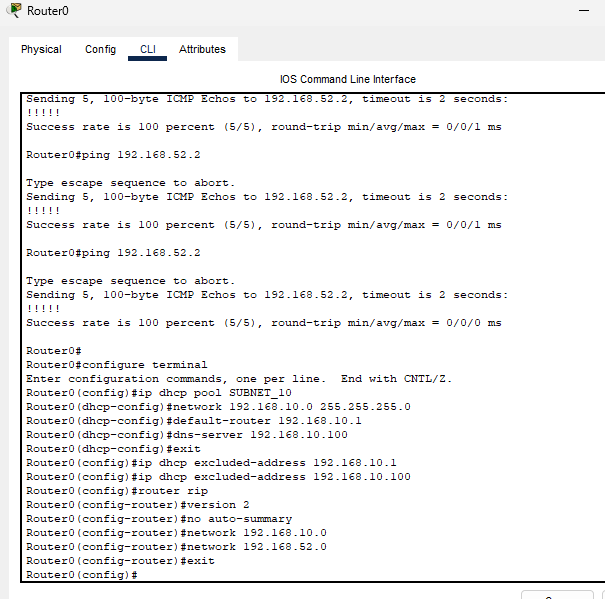 Router0
Physical Config CLI Attributes
IOS Command Line Interface
Sending 5, 100-byte ICMP Echos to 192.168.52.2, timeout is 2 seconds:
!!!!!
Success rate is 100 percent (5/5), round-trip min/avg/max = 0/0/1 ms
Router0#ping 192.168.52.2
Type escape sequence to abort.
Sending 5, 100-byte ICMP Echos to 192.168.52.2, timeout is 2 seconds:
!!!!!
Success rate is 100 percent (5/5), round-trip min/avg/max = 0/0/1 ms
Router0#ping 192.168.52.2
Type escape sequence to abort.
Sending 5, 100-byte ICMP Echos to 192.168.52.2, timeout is 2 seconds:
!!!!!
Success rate is 100 percent (5/5), round-trip min/avg/max = 0/0/0 ms
Router0#
Router0#configure terminal
Enter configuration commands, one per line.  End with CNTL/Z.
Router0(config)#ip dhcp pool SUBNET_10
Router0(dhcp-config)#network 192.168.10.0 255.255.255.0
Router0(dhcp-config)#default-router 192.168.10.1
Router0(dhcp-config)#dns-server 192.168.10.100
Router0(dhcp-config)#exit
Router0(config)#ip dhcp excluded-address 192.168.10.1
Router0(config)#ip dhcp excluded-address 192.168.10.100
Router0(config)#router rip
Router0(config-router)#version 2
Router0(config-router)#no auto-summary
Router0(config-router)#network 192.168.10.0
Router0(config-router)#network 192.168.52.0
Router0(config-router)#exit
Router0(config)#